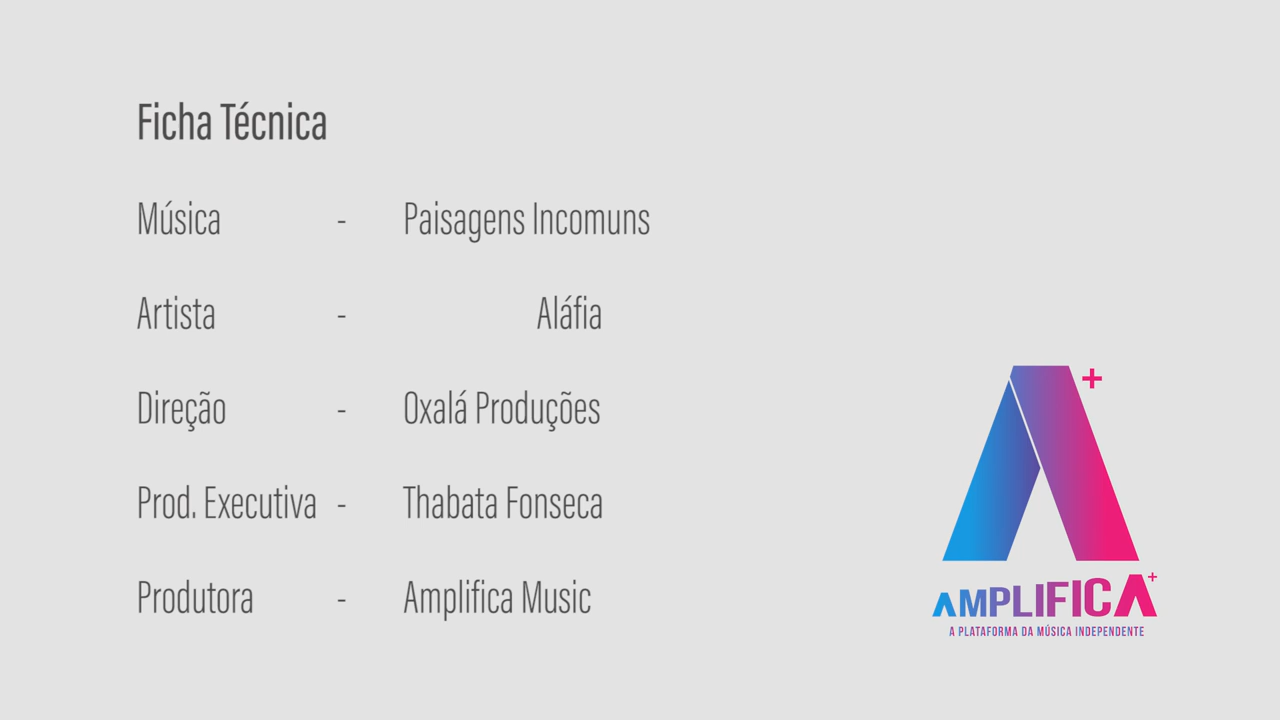 Ficha Técnica
Música - Paisagens Incomuns
Artista - Aláfia
Direção - Oxalá Produções
Prod. Executiva - Thabata Fonseca
Produtora - Amplifica Music
+
AMPLIFICA+
A PLATAFORMA DA MÚSICA INDEPENDENTE